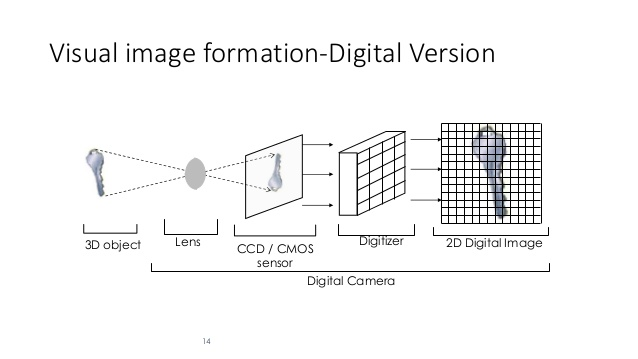 Visual image formation-Digital Version
3D object
Lens
CCD / CMOS
sensor
Digitizer
2D Digital Image
Digital Camera
14